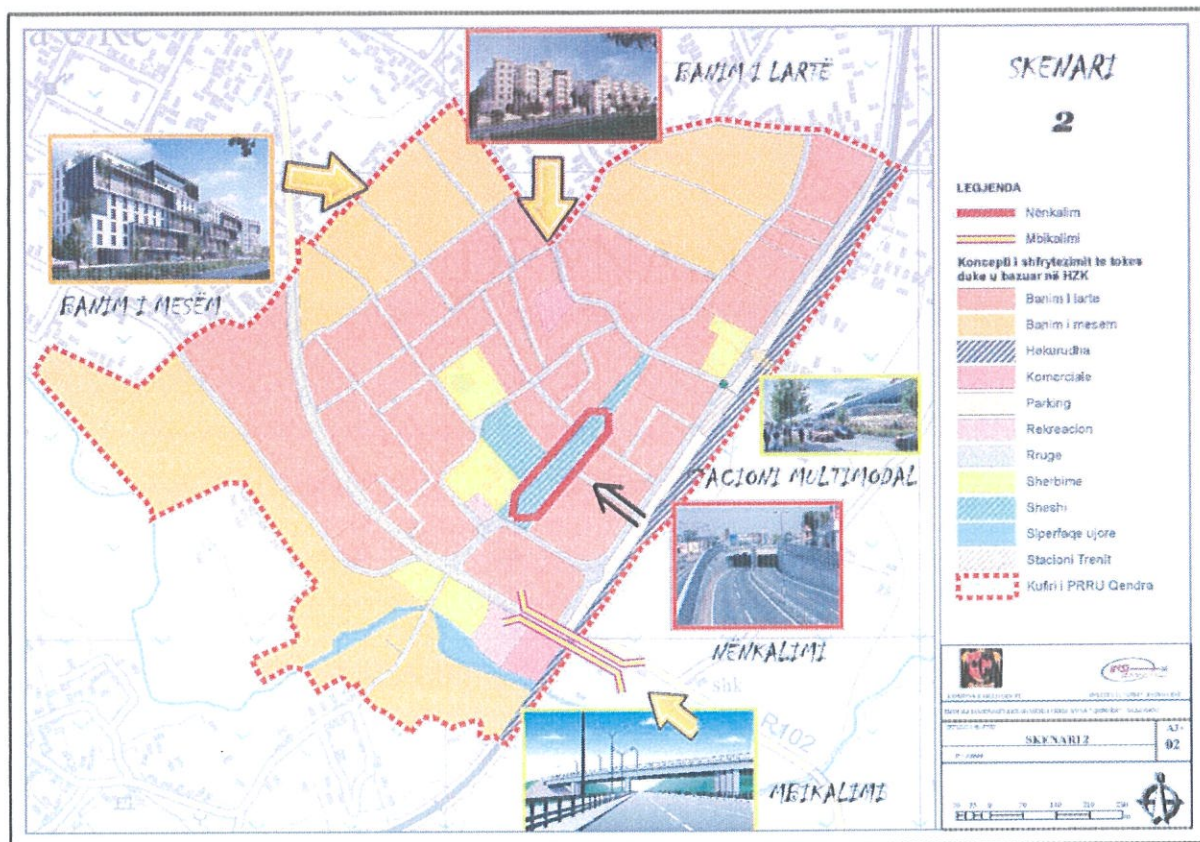 BANIM I LARTË
BANIM I MESËM
STACIONI MULTIMODAL
NËNKALIMI
shk
R102
MBIKALIMI
SKENARI
2
LEGJENDA
Nënkalim
Mbikalimi
Koncepti i shfrytezimit te tokes
duke u bazuar në HZK
Banim I larte
Banim i mesem
Hekurudha
Komerciale
Parking
Rekreacion
Rruge
Sherbime
Sheshi
Siperfaqe ujore
Stacioni Trenit
Kufiri i PRRU Qendra
SKENARI 2
A3-
02